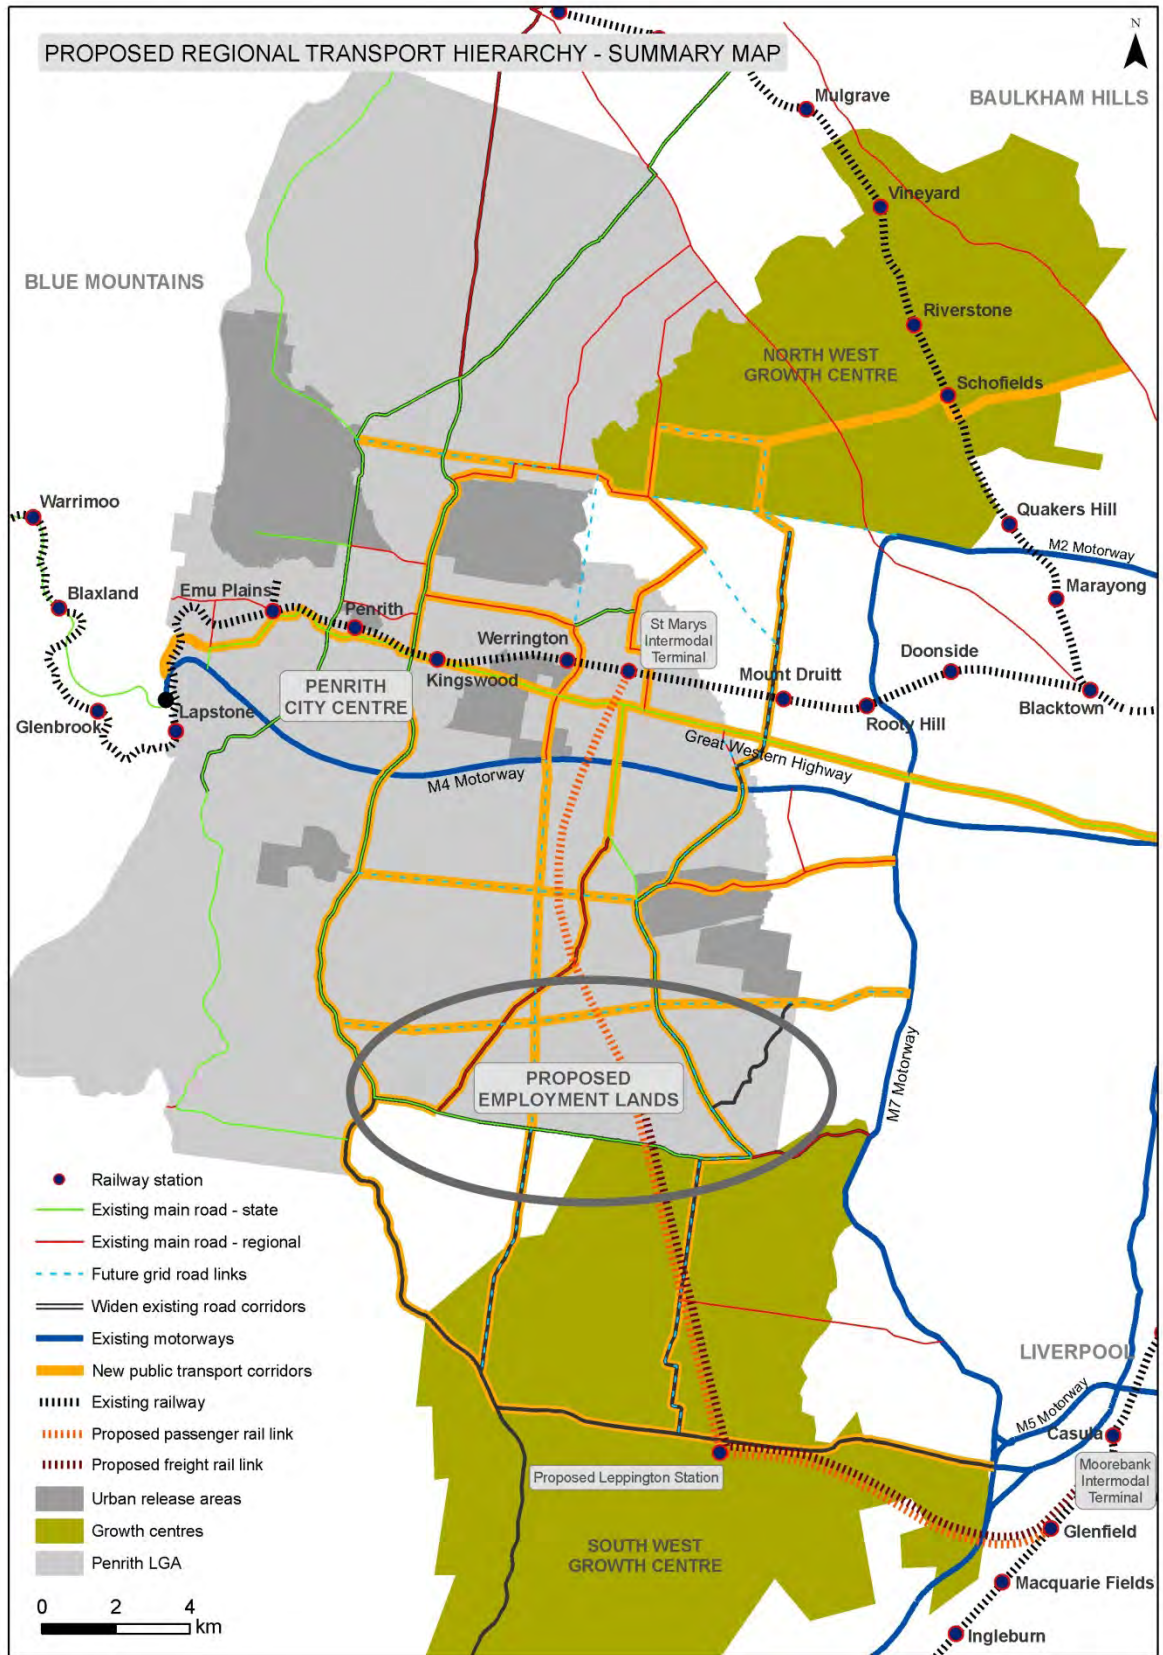 PROPOSED REGIONAL TRANSPORT HIERARCHY - SUMMARY MAP
N
Mulgrave
BAULKHAM HILLS
Vineyard
BLUE MOUNTAINS
Riverstone
NORTH WEST
GROWTH CENTRE
Schofields
Warrimoo
Quakers Hill
M2 Motorway
Marayong
Blaxland
Emu Plains
Penrith
Werrington
St Marys
Intermodal
Terminal
Doonside
Mount Druitt
Kingswood
PENRITH
CITY CENTRE
Glenbrook
Lapstone
Rooty Hill
Blacktown
Great Western Highway
M4 Motorway
M7 Motorway
PROPOSED
EMPLOYMENT LANDS
Railway station
Existing main road - state
Existing main road - regional
Future grid road links
Widen existing road corridors
Existing motorways
New public transport corridors
Existing railway
Proposed passenger rail link
Proposed freight rail link
Urban release areas
Growth centres
Penrith LGA
0 2 4
km
LIVERPOOL
M5 Motorway
Casula
Moorebank
Intermodal
Terminal
Proposed Leppington Station
Glenfield
SOUTH WEST
GROWTH CENTRE
Macquarie Fields
Ingleburn